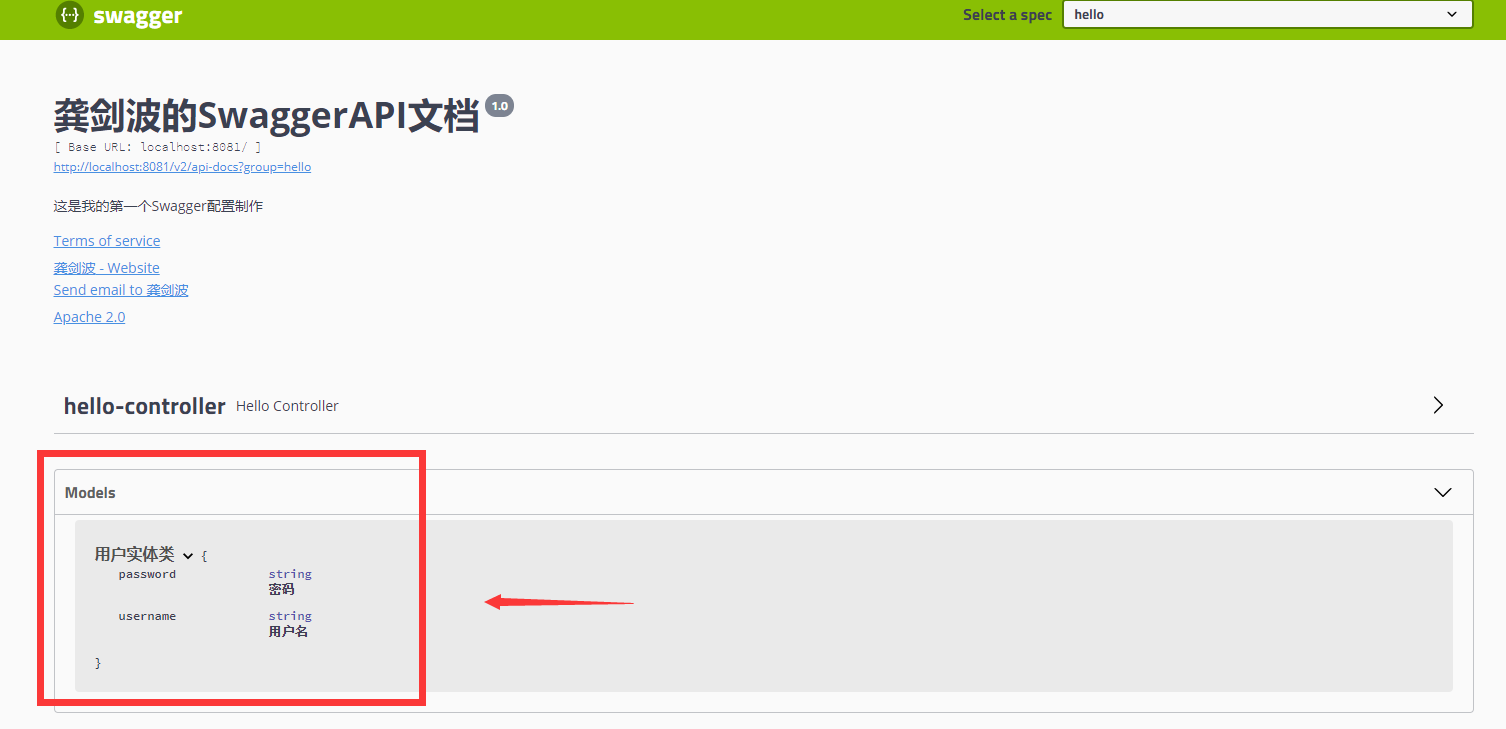 swagger
Select a spec hello
龚剑波的SwaggerAPI文档 1.0
[ Base URL: localhost:8081/ ]
http://localhost:8081/v2/api-docs?group=hello
这是我的第一个Swagger配置制作
Terms of service
龚剑波 - Website
Send email to 龚剑波
Apache 2.0
hello-controller Hello Controller
Models
用户实体类 {
password string
密码
username string
用户名
}